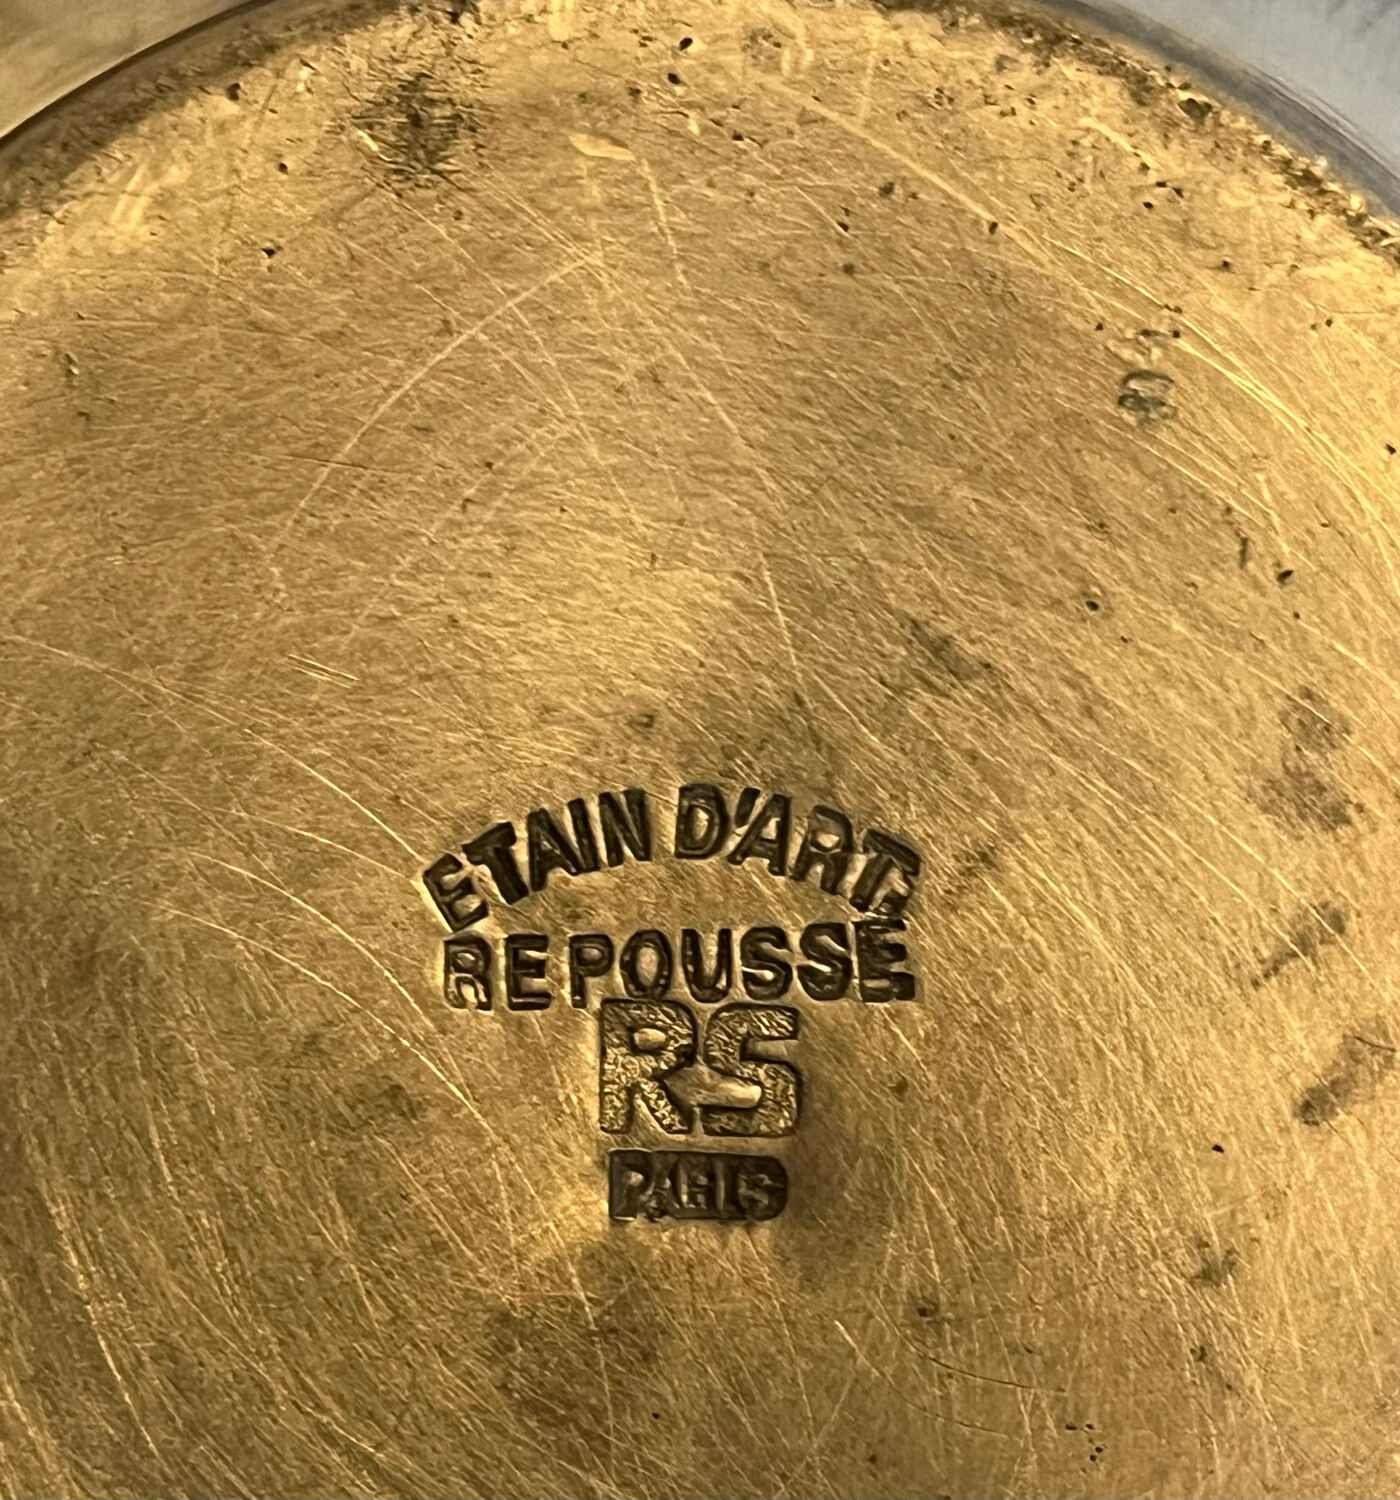 ETAIN D'ART.
REPOUSSE
RS
PARIS